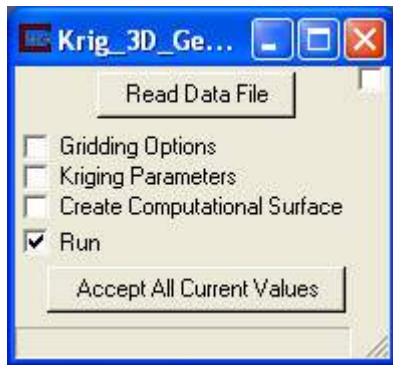 Krig_3D_Ge...
Read Data File
Gridding Options
Kriging Parameters
Create Computational Surface
Run
Accept All Current Values